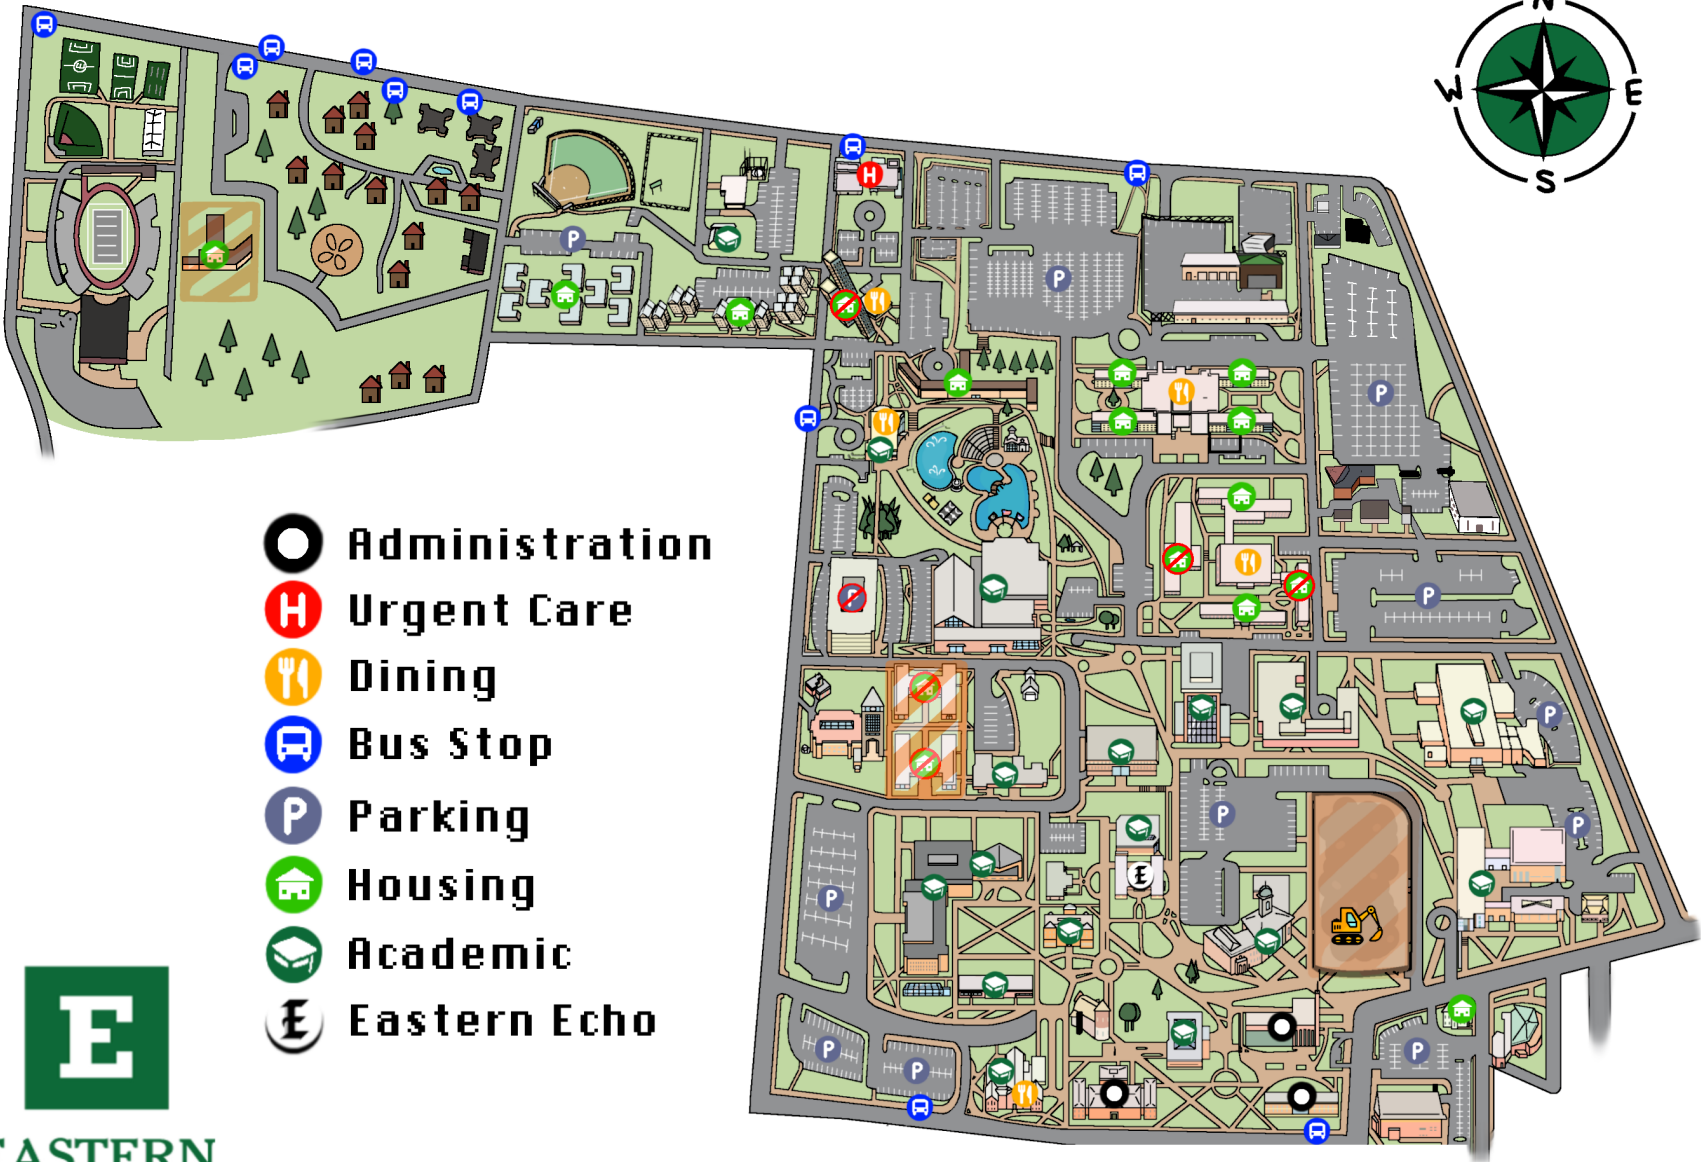 N
W E
S
H
P
P
P
P
P
P
P
P
P
E
P
P
P
P
Administration
H Urgent Care
Dining
Bus Stop
P Parking
Housing
Academic
E Eastern Echo
E
EASTERN